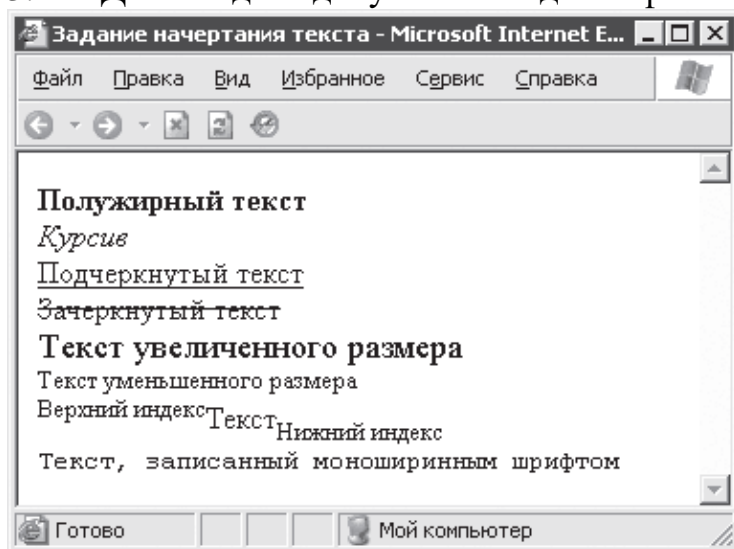 Задание начертания текста - Microsoft Internet E...
Файл Правка Вид Избранное Сервис Справка
Полужирный текст
Курсив
Подчеркнутый текст
Зачеркнутый текст
Текст увеличенного размера
Текст уменьшенного размера
Верхний индексТекстНижний индекс
Текст, записанный моноширинным шрифтом
Готово Мой компьютер